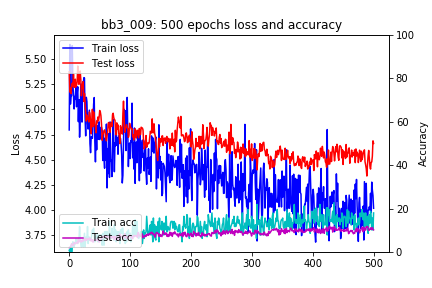 bb3_009: 500 epochs loss and accuracy
Train loss
Test loss
Train acc
Test acc
Loss
5.50
5.25
5.00
4.75
4.50
4.25
4.00
3.75
Accuracy
100
80
60
40
20
0
0
100
200
300
400
500